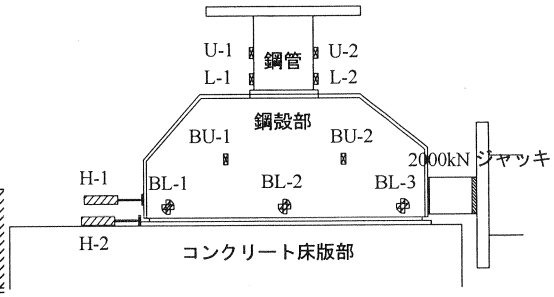 U-1 U-2
鋼管
L-1 L-2
鋼殻部
BU-1 BU-2
2000kN ジャッキ
H-1
BL-1 BL-2 BL-3
H-2
コンクリート床版部